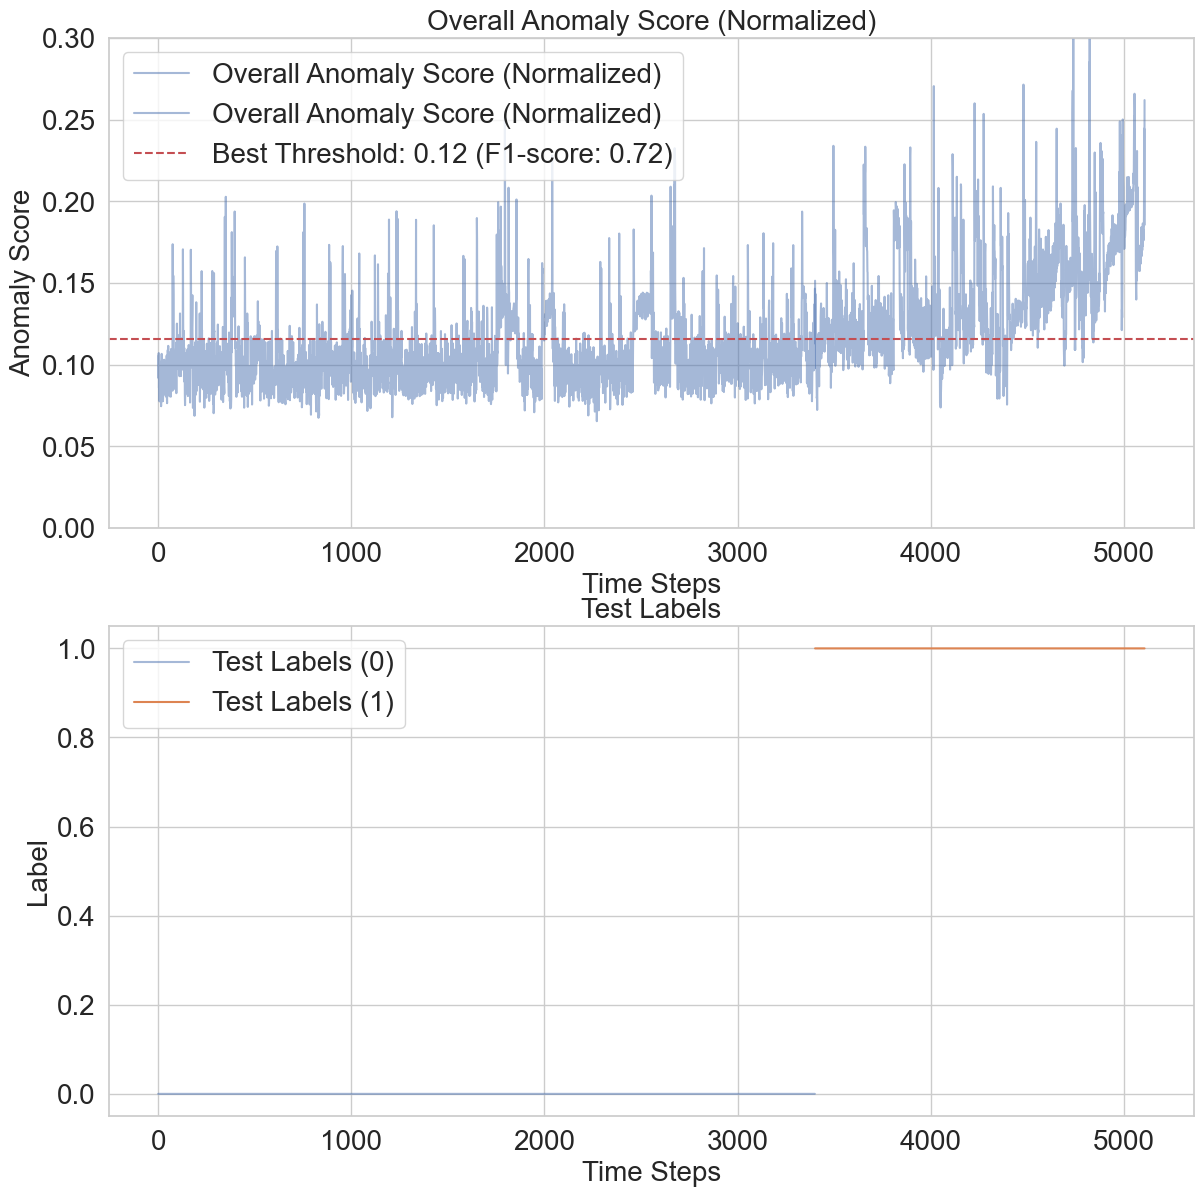 Overall Anomaly Score (Normalized)
0.30
0.25
0.20
0.15
0.10
0.05
0.00
Anomaly Score
Overall Anomaly Score (Normalized)
Overall Anomaly Score (Normalized)
Best Threshold: 0.12 (F1-score: 0.72)
0 1000 2000 3000 4000 5000
Time Steps
Test Labels
1.0
0.8
0.6
0.4
0.2
0.0
Label
Test Labels (0)
Test Labels (1)
0 1000 2000 3000 4000 5000
Time Steps